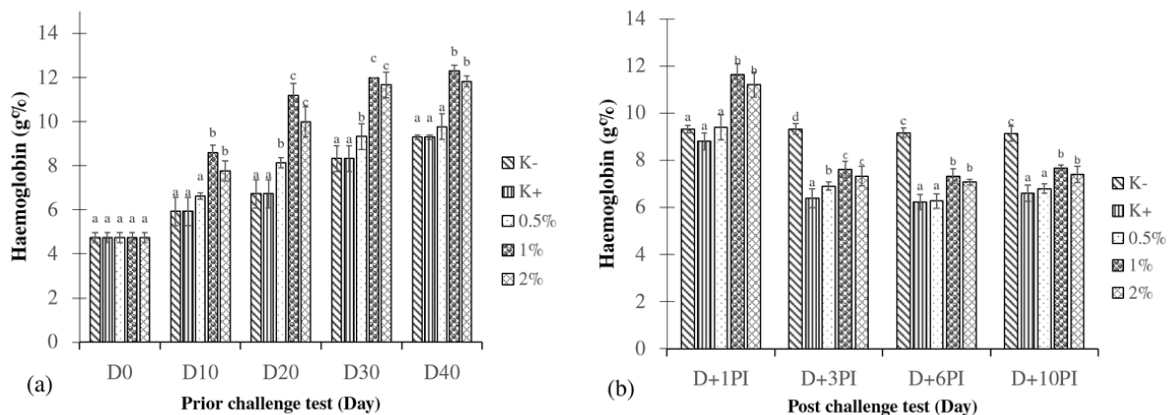 Haemoglobin (g%)
14
12
10
8
6
4
2
0
a a a a a
a a a b b
a a b c c
a a b c c
a a a b b
D0 D10 D20 D30 D40
Prior challenge test (Day)
(a)
K-
K+
0.5%
1%
2%
Haemoglobin (g%)
14
12
10
8
6
4
2
0
a a a b b
d a b c c
c a a b b
c a a b b
D+1PI D+3PI D+6PI D+10PI
Post challenge test (Day)
(b)
K-
K+
0.5%
1%
2%